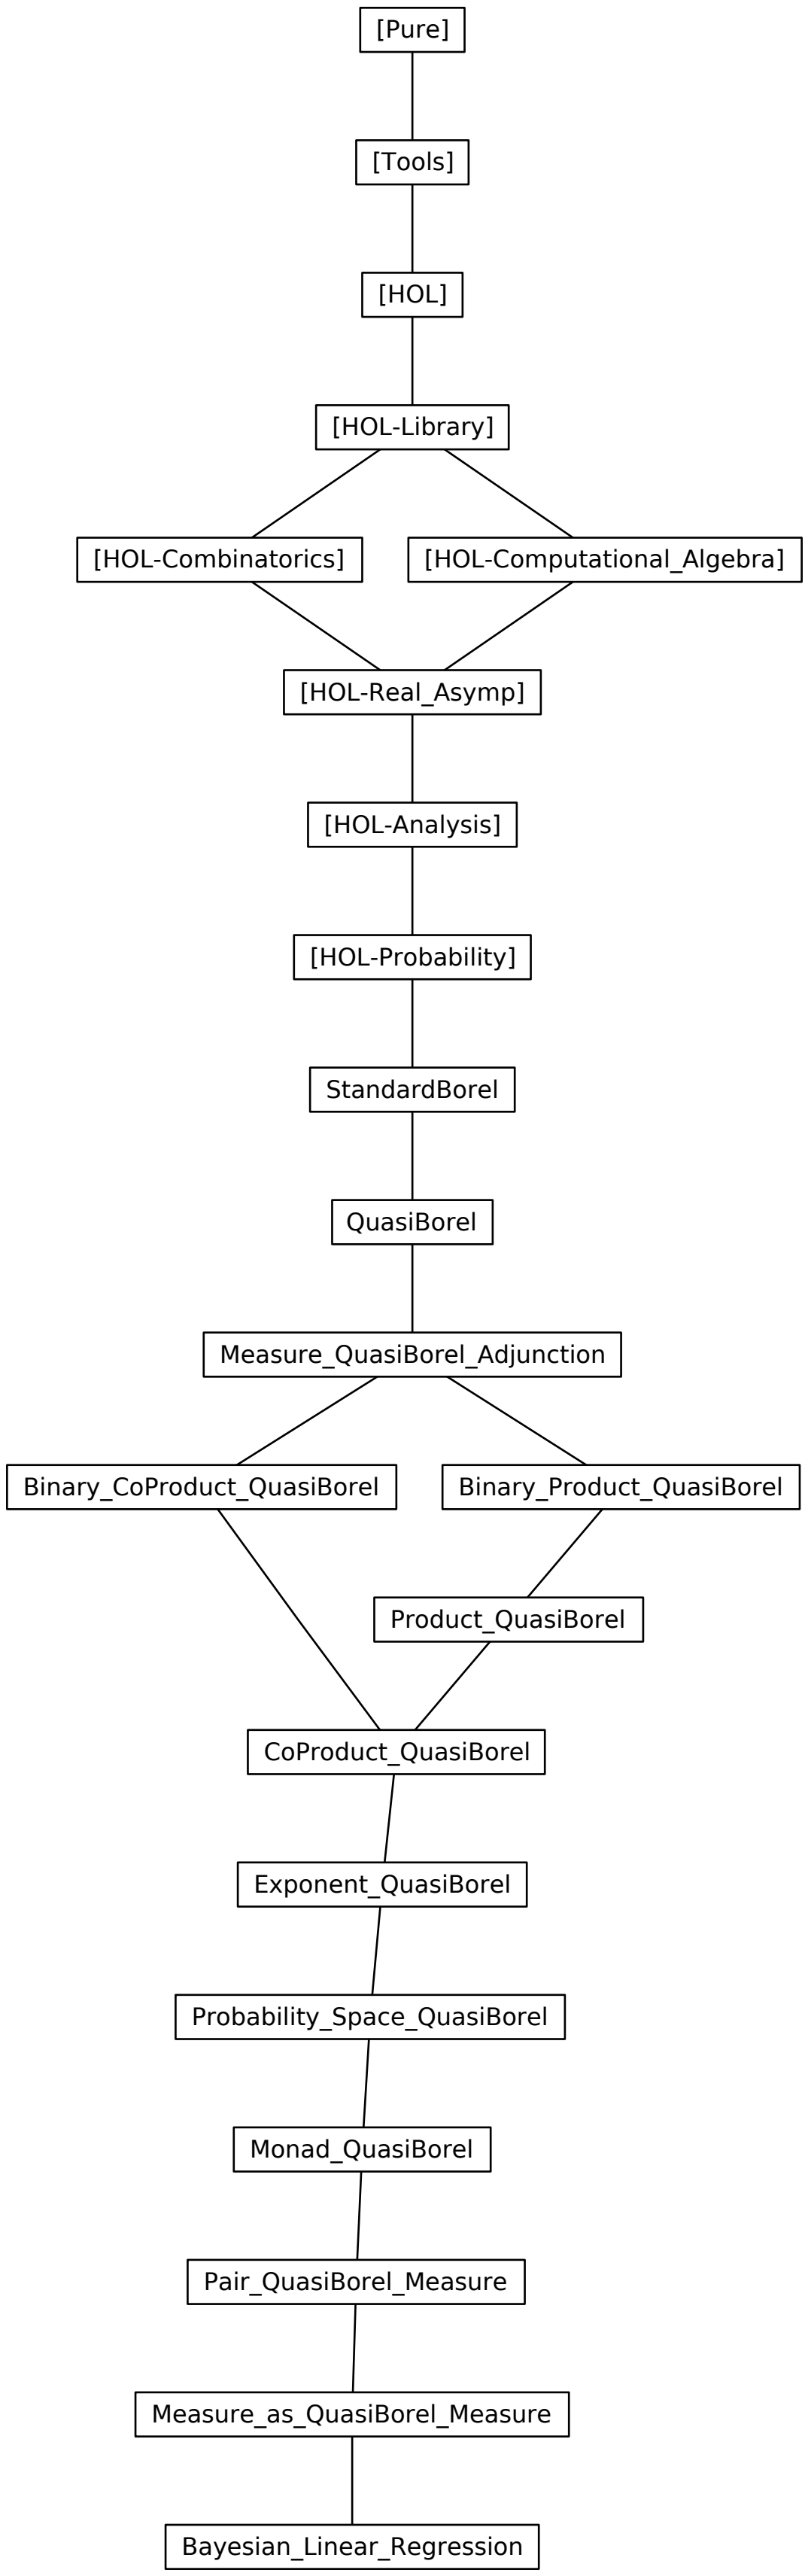 [Pure]
[Tools]
[HOL]
[HOL-Library]
[HOL-Combinatorics]
[HOL-Computational_Algebra]
[HOL-Real_Asymp]
[HOL-Analysis]
[HOL-Probability]
StandardBorel
QuasiBorel
Measure_QuasiBorel_Adjunction
Binary_CoProduct_QuasiBorel
Binary_Product_QuasiBorel
Product_QuasiBorel
CoProduct_QuasiBorel
Exponent_QuasiBorel
Probability_Space_QuasiBorel
Monad_QuasiBorel
Pair_QuasiBorel_Measure
Measure_as_QuasiBorel_Measure
Bayesian_Linear_Regression